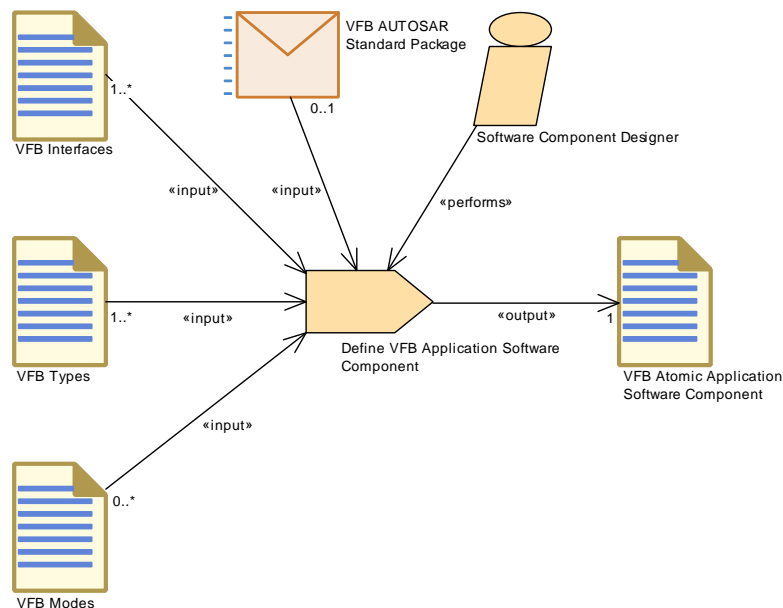 VFB AUTOSAR
Standard Package
1..*
0..1
VFB Interfaces
Software Component Designer
«input»
«input»
«performs»
1..*
«input»
«output»
1
VFB Types
Define VFB Application Software
Component
VFB Atomic Application
Software Component
«input»
0..*
VFB Modes